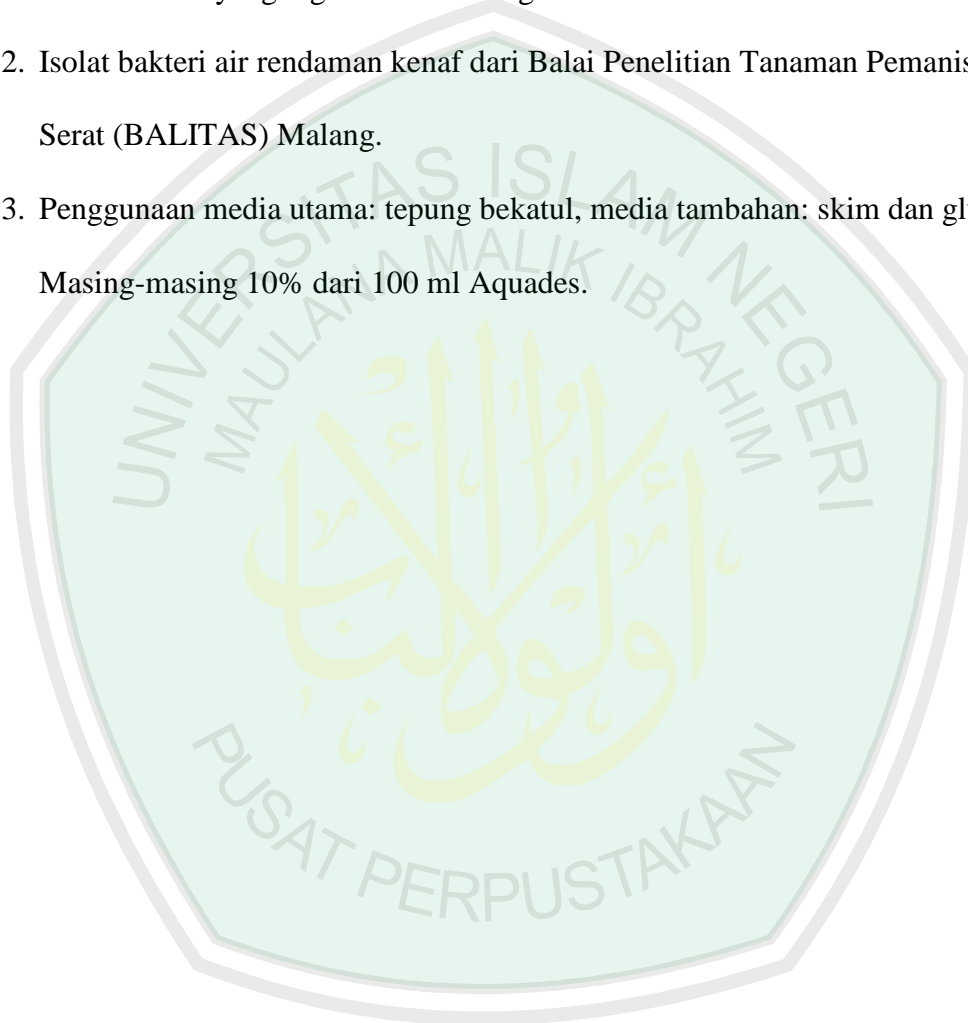 2. Isolat bakteri air rendaman kenaf dari Balai Penelitian Tanaman Pemanis
Serat (BALITAS) Malang.
3. Penggunaan media utama: tepung bekatul, media tambahan: skim dan
Masing-masing 10% dari 100 ml Aquades.
UNIVERSITAS ISLAM NEGERI
MAULANA MALIK IBRAHIM
أولو الألباب
PUSAT PERPUSTAKAAN